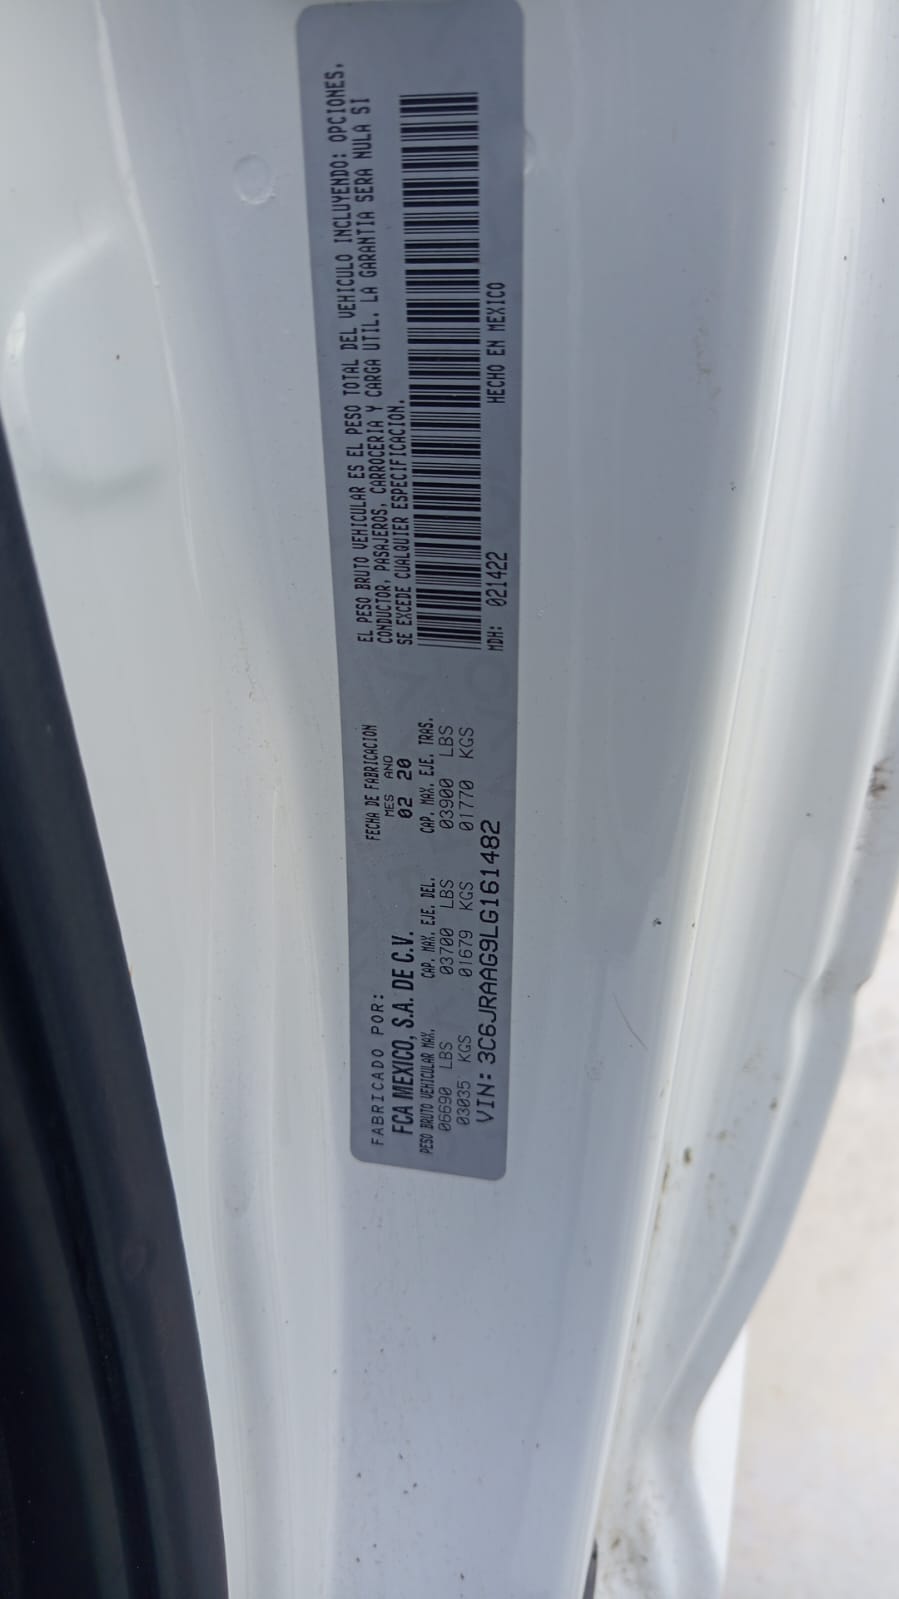 FABRICADO POR:
FCA MEXICO, S.A. DE C.V.
FECHA DE FABRICACION
MES AÑO
02 20
PESO BRUTO VEHICULAR MAX. CAP. MAX. EJE. DEL. CAP. MAX. EJE. TRAS.
06690 LBS 03700 LBS 03900 LBS
03035 KGS 01679 KGS 01770 KGS
VIN: 3C6JRAAG9LG161482
EL PESO BRUTO VEHICULAR ES EL PESO TOTAL DEL VEHICULO INCLUYENDO: OPCIONES,
CONDUCTOR, PASAJEROS, CARROCERIA Y CARGA UTIL. LA GARANTIA SERA NULA SI
SE EXCEDE CUALQUIER ESPECIFICACION.
MDH: 021422 HECHO EN MEXICO